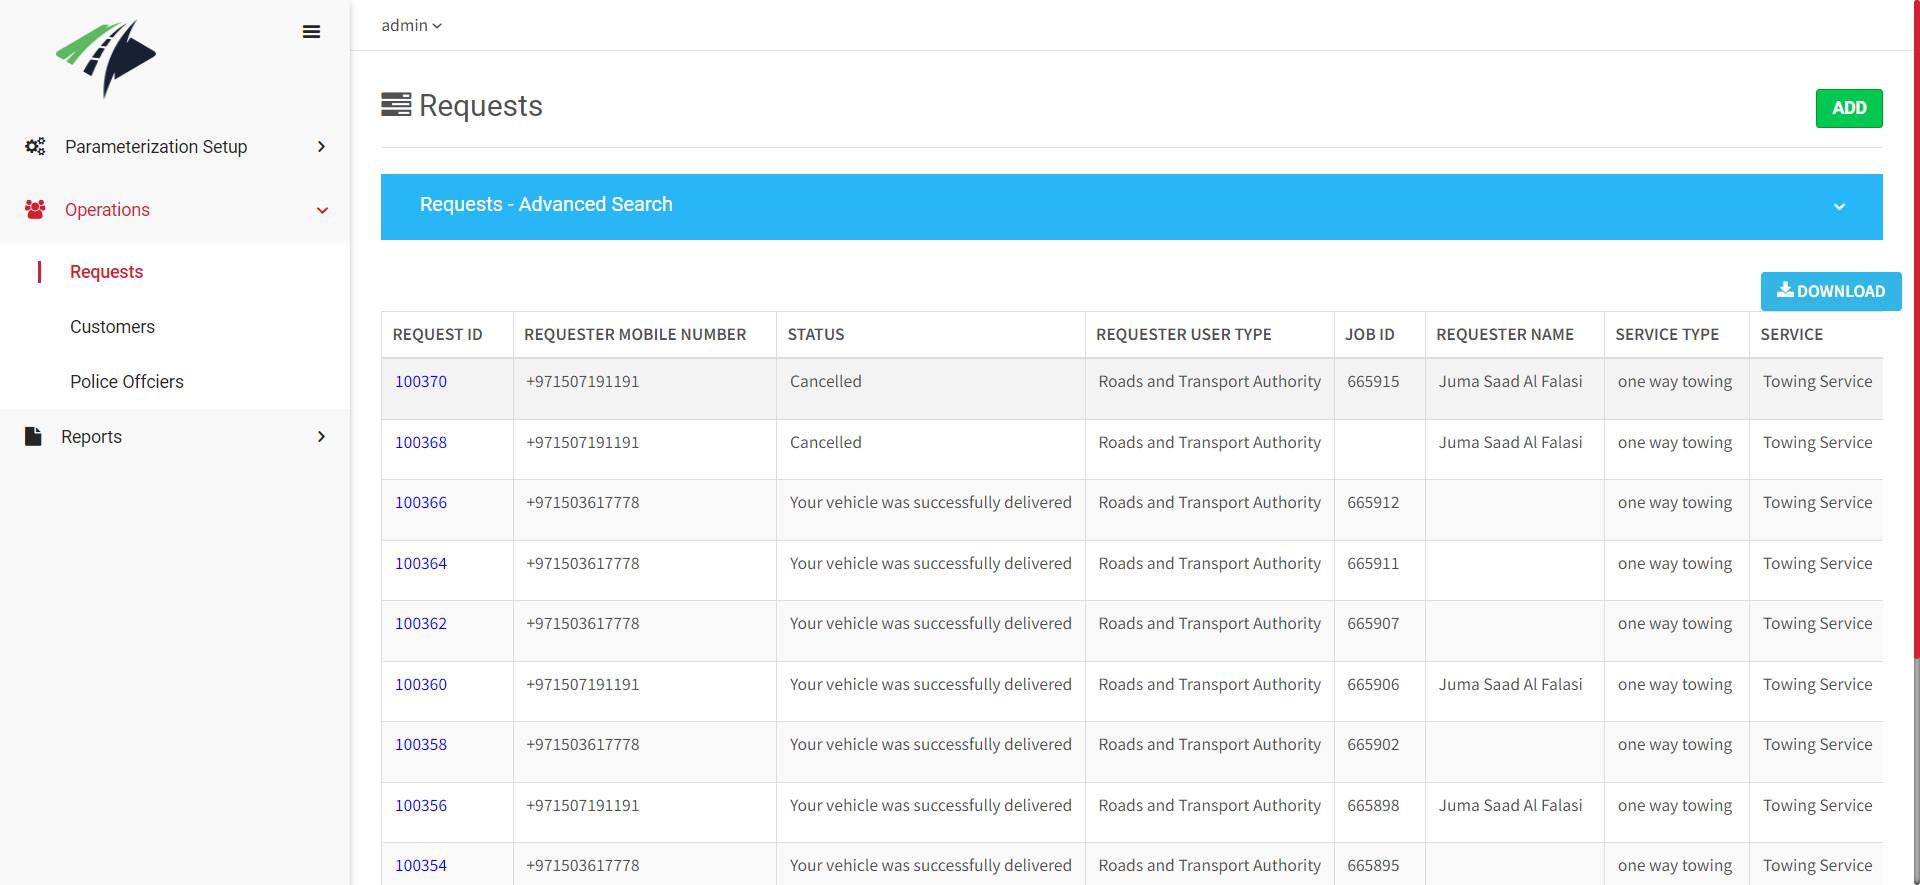 admin
Requests
ADD
Parameterization Setup
Operations
Requests
Customers
Police Offciers
Reports
Requests - Advanced Search
DOWNLOAD
REQUEST ID REQUESTER MOBILE NUMBER STATUS REQUESTER USER TYPE JOB ID REQUESTER NAME SERVICE TYPE SERVICE
100370 +971507191191 Cancelled Roads and Transport Authority 665915 Juma Saad Al Falasi one way towing Towing Service
100368 +971507191191 Cancelled Roads and Transport Authority Juma Saad Al Falasi one way towing Towing Service
100366 +971503617778 Your vehicle was successfully delivered Roads and Transport Authority 665912 one way towing Towing Service
100364 +971503617778 Your vehicle was successfully delivered Roads and Transport Authority 665911 one way towing Towing Service
100362 +971503617778 Your vehicle was successfully delivered Roads and Transport Authority 665907 one way towing Towing Service
100360 +971507191191 Your vehicle was successfully delivered Roads and Transport Authority 665906 Juma Saad Al Falasi one way towing Towing Service
100358 +971503617778 Your vehicle was successfully delivered Roads and Transport Authority 665902 one way towing Towing Service
100356 +971507191191 Your vehicle was successfully delivered Roads and Transport Authority 665898 Juma Saad Al Falasi one way towing Towing Service
100354 +971503617778 Your vehicle was successfully delivered Roads and Transport Authority 665895 one way towing Towing Service